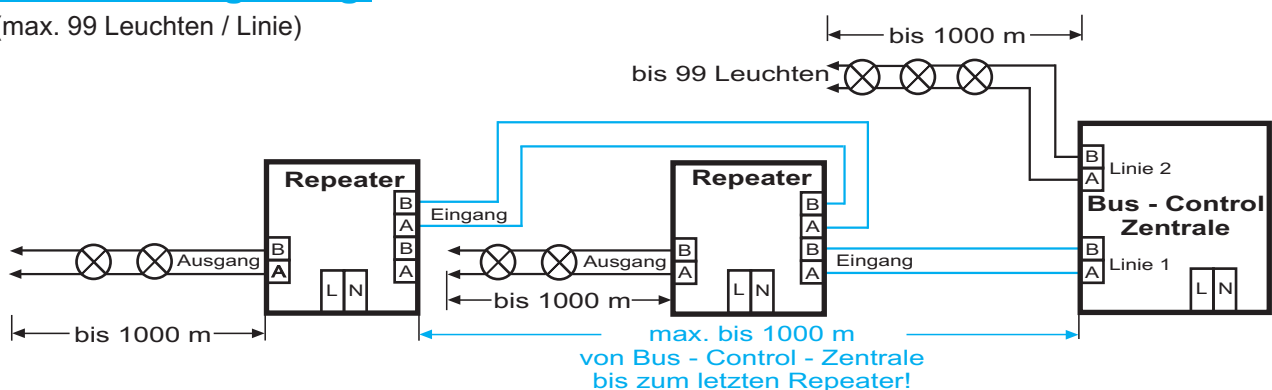 (max. 99 Leuchten / Linie)
bis 1000 m
bis 99 Leuchten
Repeater
B
A
Eingang
B
A
B
A
Ausgang
L N
bis 1000 m
Repeater
B
A
B
A
Eingang
B
A
Ausgang
L N
bis 1000 m
B
A
Linie 2
Bus - Control
Zentrale
B
A
Linie 1
L N
max. bis 1000 m
von Bus - Control - Zentrale
bis zum letzten Repeater!